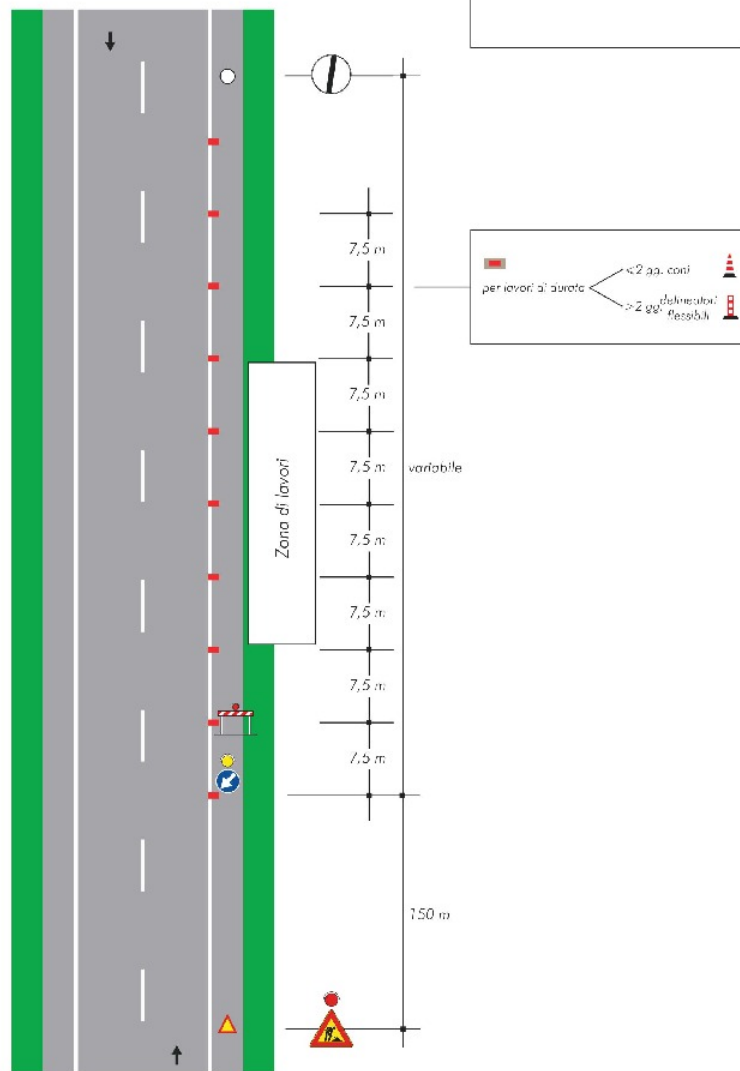 7,5 m
<2 gg. coni
per lavori di durata
>2 gg. delineatori
flessibili
7,5 m
7,5 m
7,5 m
variabile
Zona di lavori
7,5 m
7,5 m
7,5 m
7,5 m
150 m